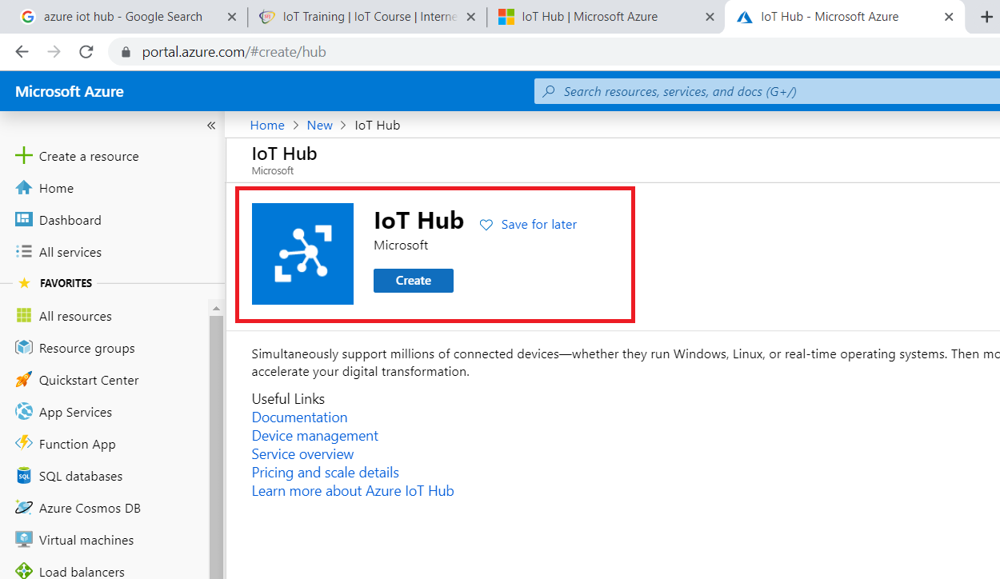 azure iot hub - Google Search
IoT Training | IoT Course | Interne
IoT Hub | Microsoft Azure
IoT Hub - Microsoft Azure
portal.azure.com/#create/hub
Microsoft Azure
Search resources, services, and docs (G+/)
Home > New > IoT Hub
IoT Hub
Microsoft
Create a resource
Home
Dashboard
All services
FAVORITES
All resources
Resource groups
Quickstart Center
App Services
Function App
SQL databases
Azure Cosmos DB
Virtual machines
Load balancers
IoT Hub
Save for later
Microsoft
Create
Simultaneously support millions of connected devices—whether they run Windows, Linux, or real-time operating systems. Then mo
accelerate your digital transformation.
Useful Links
Documentation
Device management
Service overview
Pricing and scale details
Learn more about Azure IoT Hub